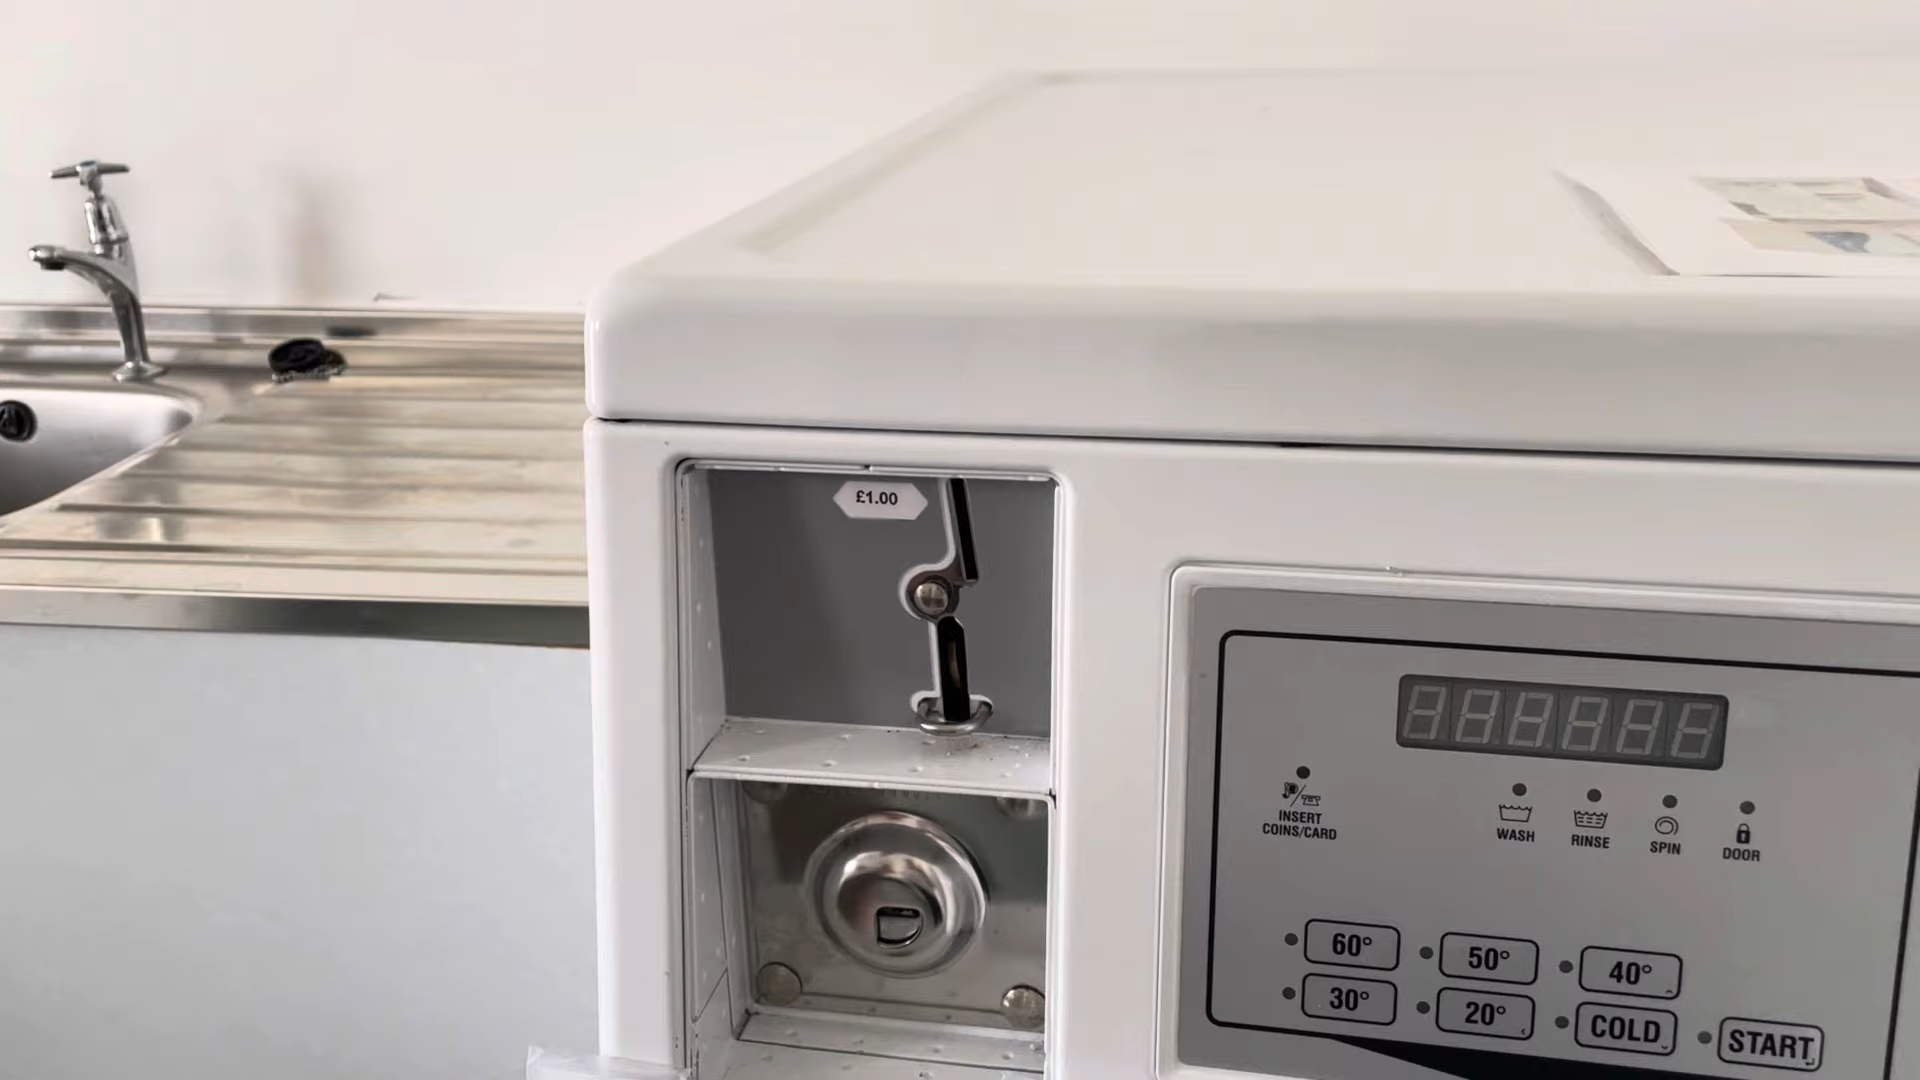 £1.00
INSERT
COINS/CARD
WASH
RINSE
SPIN
DOOR
60°
50°
40°
30°
20°
COLD
START